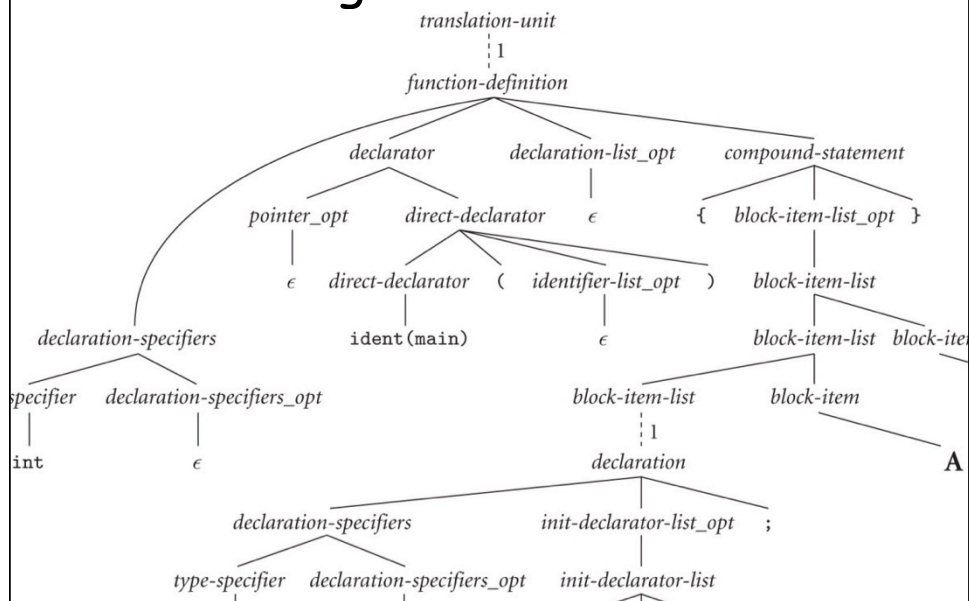 translation-unit
1
function-definition
declarator declaration-list_opt compound-statement
pointer_opt direct-declarator ϵ { block-item-list_opt }
ϵ direct-declarator ( identifier-list_opt ) block-item-list
declaration-specifiers ident(main) ϵ block-item-list
declaration-specifiers_opt block-item-list block-item
1
int ϵ declaration A
declaration-specifiers init-declarator-list_opt ;
type-specifier declaration-specifiers_opt init-declarator-list